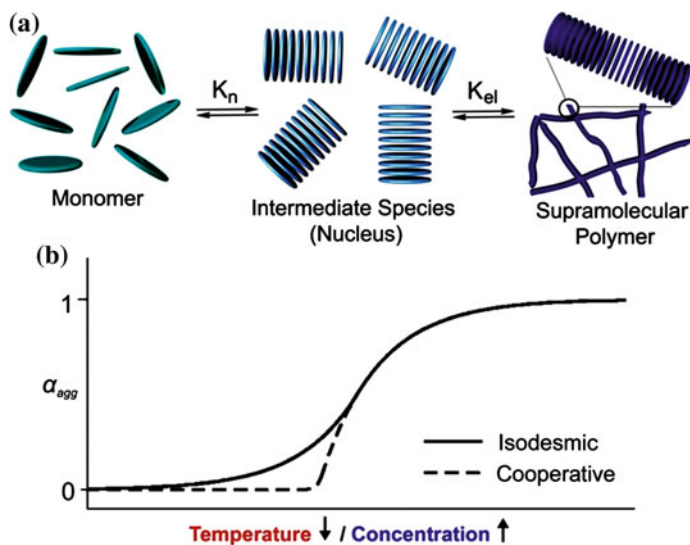 (a)
Kn
Kel
Monomer
Intermediate Species
(Nucleus)
Supramolecular
Polymer
(b)
1
αagg
0
Isodesmic
Cooperative
Temperature ↓ / Concentration ↑